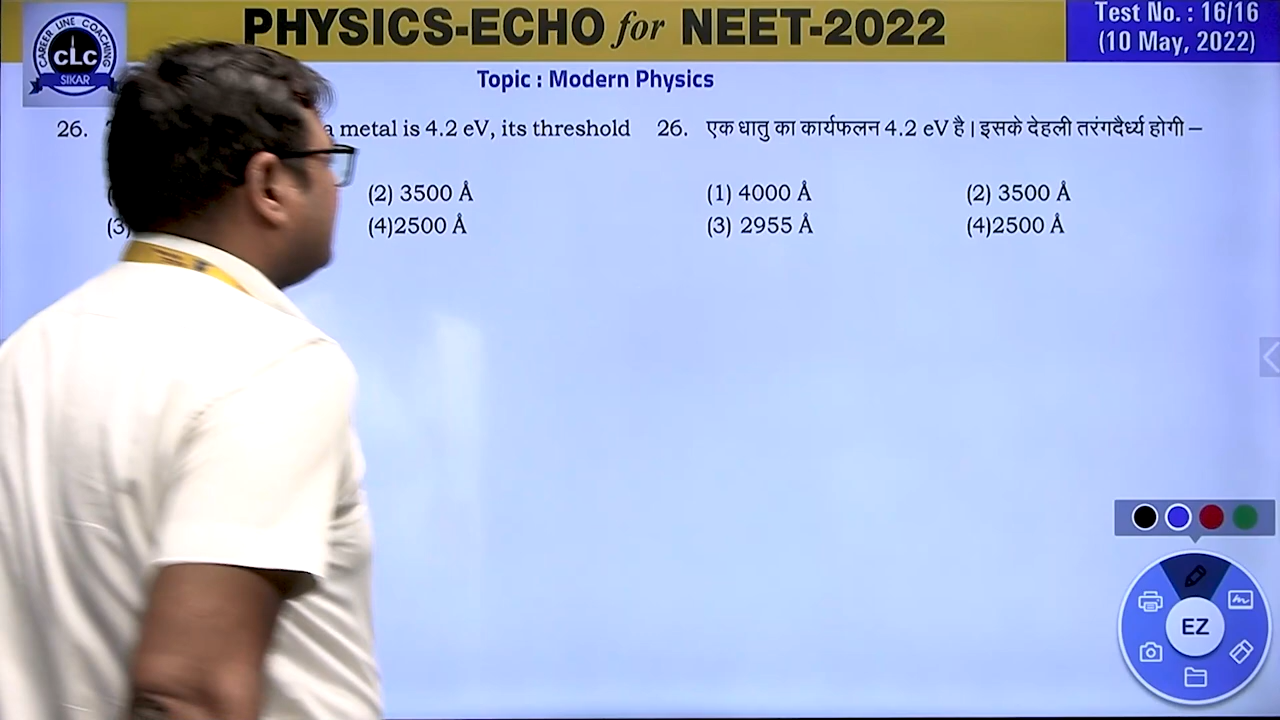 PHYSICS-ECHO for NEET-2022
Test No. : 16/16
(10 May, 2022)
CAREER LINE COACHING
CLC
SIKAR
Topic : Modern Physics
26. a metal is 4.2 eV, its threshold
(2) 3500 Å
(3)
(4)2500 Å
26. एक धातु का कार्यफलन 4.2 eV है। इसके देहली तरंगदैर्ध्य होगी –
(1) 4000 Å (2) 3500 Å
(3) 2955 Å (4)2500 Å
EZ